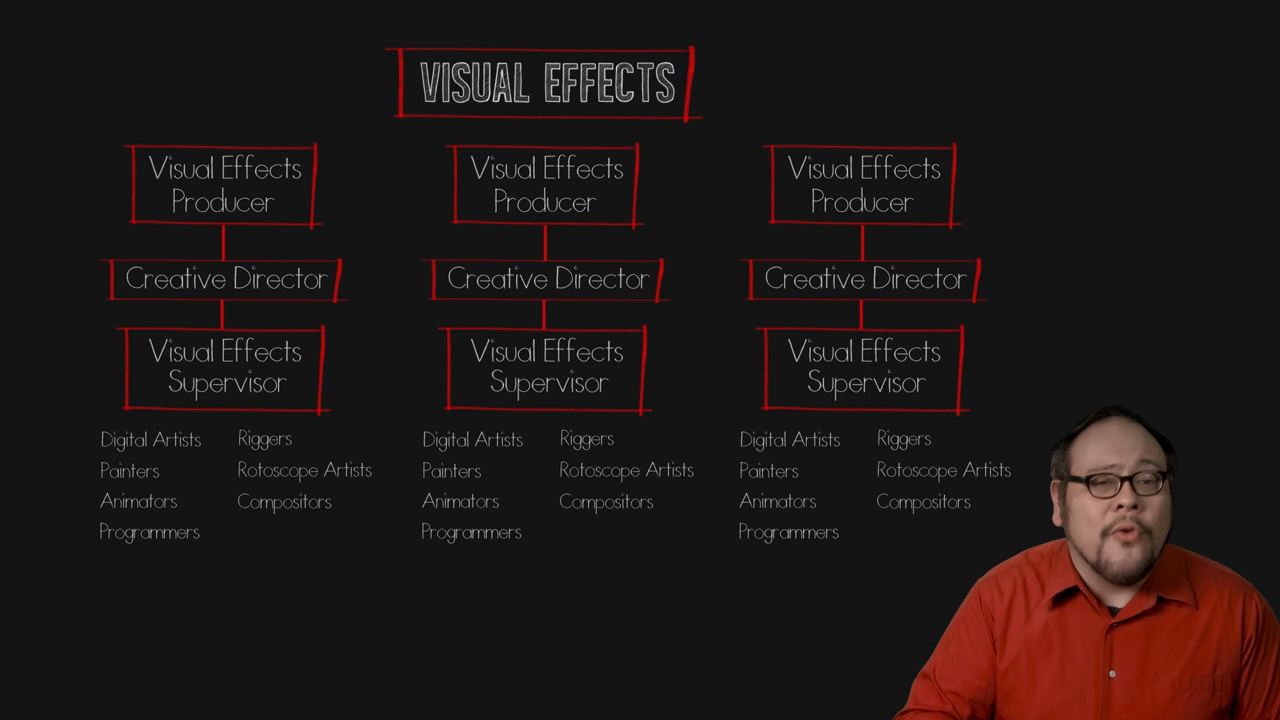 VISUAL EFFECTS
Visual Effects
Producer
Creative Director
Visual Effects
Supervisor
Digital Artists
Painters
Animators
Programmers
Riggers
Rotoscope Artists
Compositors
Visual Effects
Producer
Creative Director
Visual Effects
Supervisor
Digital Artists
Painters
Animators
Programmers
Riggers
Rotoscope Artists
Compositors
Visual Effects
Producer
Creative Director
Visual Effects
Supervisor
Digital Artists
Painters
Animators
Programmers
Riggers
Rotoscope Artists
Compositors